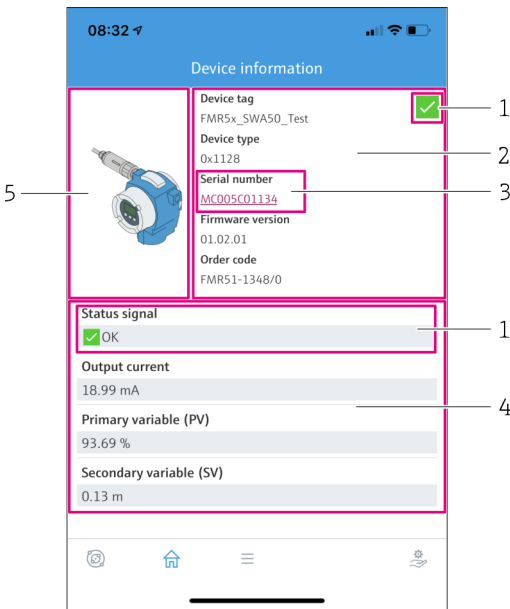 08:32
Device information
Device tag
FMR5x_SWA50_Test
Device type
0x1128
Serial number
MC005C01134
Firmware version
01.02.01
Order code
FMR51-1348/0
1
2
3
5
Status signal
OK
1
Output current
18.99 mA
4
Primary variable (PV)
93.69 %
Secondary variable (SV)
0.13 m